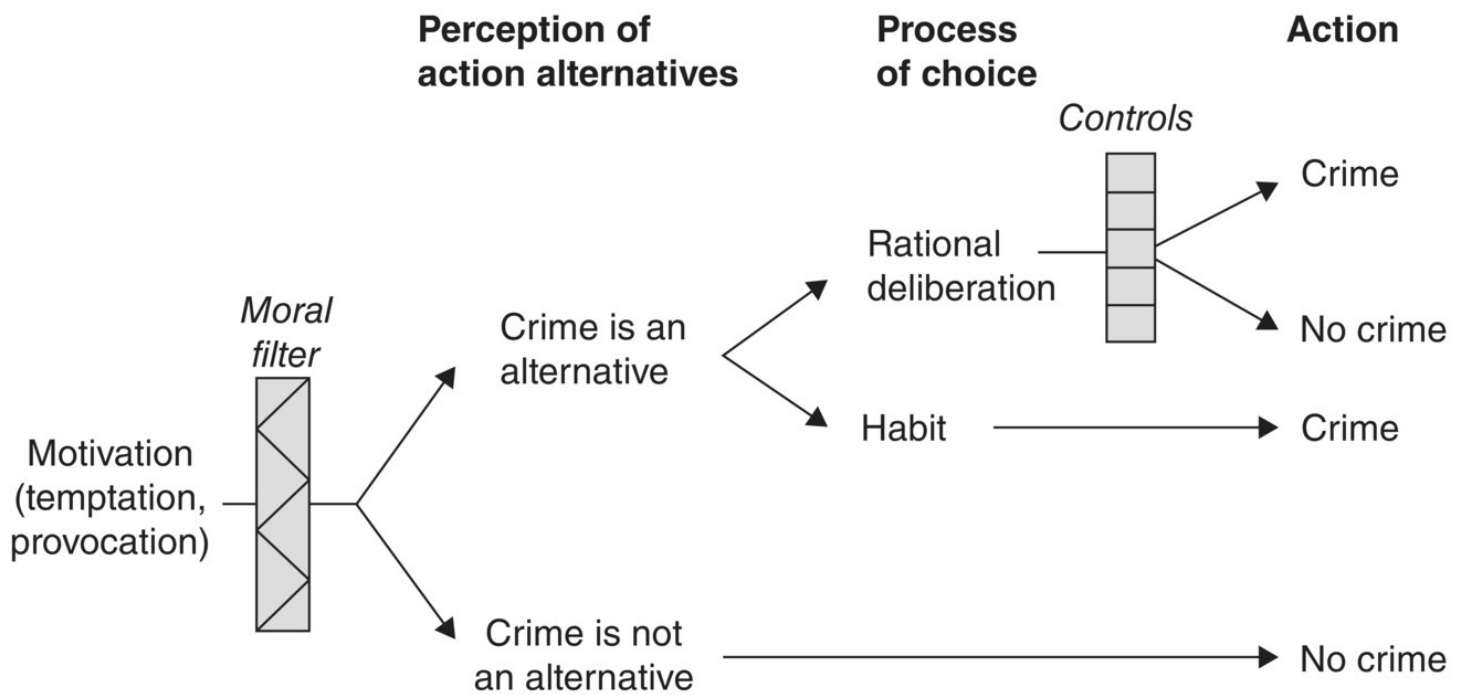 Perception of
action alternatives
Process
of choice
Action
Controls
Crime
Rational
deliberation
No crime
Moral
filter
Crime is an
alternative
Habit
Crime
Motivation
(temptation,
provocation)
Crime is not
an alternative
No crime